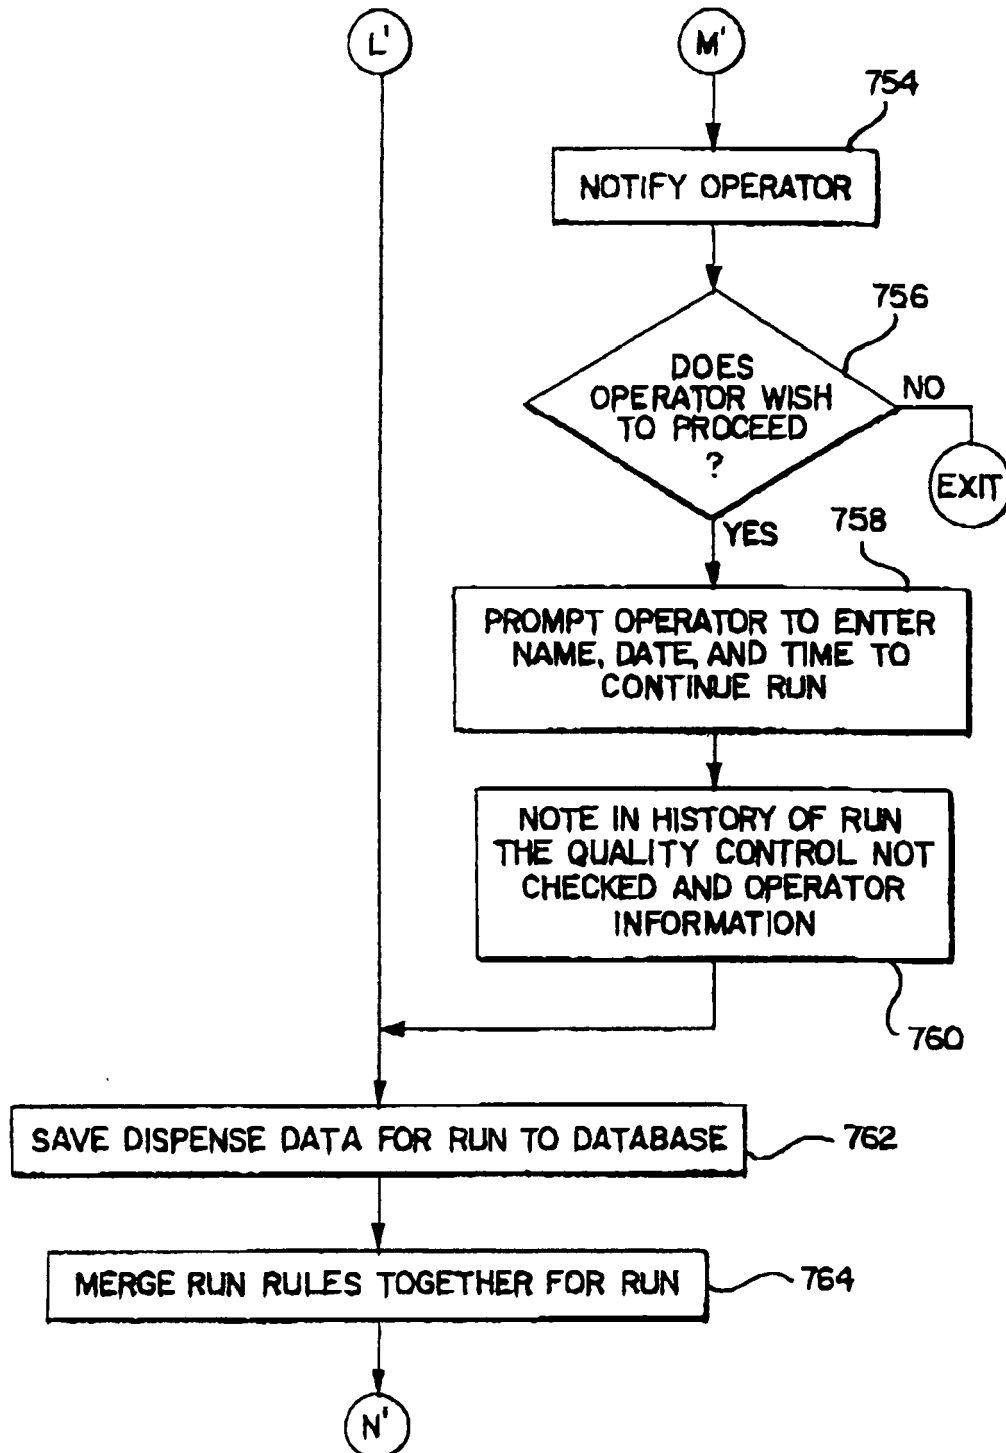 L'
M'
754
NOTIFY OPERATOR
756
DOES
OPERATOR WISH
TO PROCEED
?
NO
EXIT
YES
758
PROMPT OPERATOR TO ENTER
NAME, DATE, AND TIME TO
CONTINUE RUN
NOTE IN HISTORY OF RUN
THE QUALITY CONTROL NOT
CHECKED AND OPERATOR
INFORMATION
760
SAVE DISPENSE DATA FOR RUN TO DATABASE
762
MERGE RUN RULES TOGETHER FOR RUN
764
N'